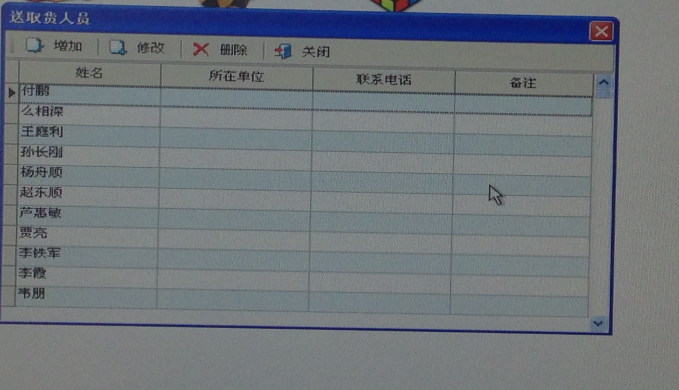 送取货人员
增加 修改 删除 关闭
姓名 所在单位 联系电话 备注
付鹏
么相深
王庭利
孙长刚
杨舟顺
赵东顺
芦惠敏
贾亮
李铁军
李霞
韦朋